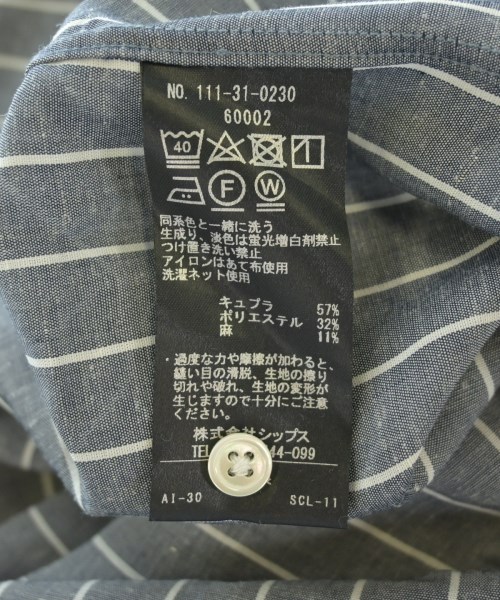 NO. 111-31-0230
60002
40
F W
同系色と一緒に洗う
生成り、淡色は蛍光増白剤禁止
つけ置き洗い禁止
アイロンはあて布使用
洗濯ネット使用
キュプラ 57%
ポリエステル 32%
麻 11%
・過度な力や摩擦が加わると、
縫い目の滑脱、生地の擦り
切れや破れ、生地の変形が
生じますので十分にご注意
ください。
株式会社シップス
TEL 44-099
AI-30 SCL-11